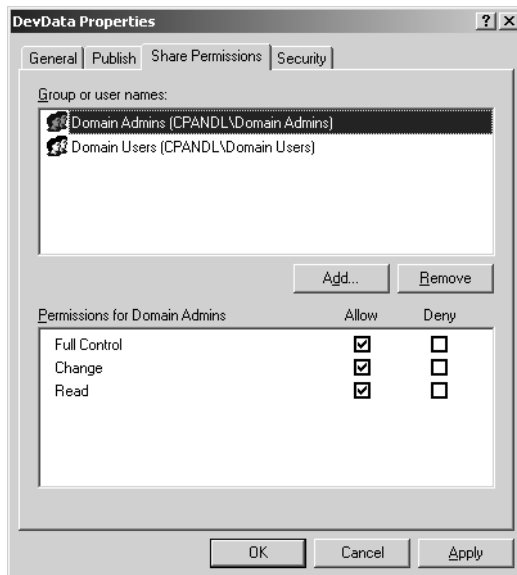 DevData Properties
General Publish Share Permissions Security
Group or user names:
Domain Admins (CPANDL\Domain Admins)
Domain Users (CPANDL\Domain Users)
Add... Remove
Permissions for Domain Admins Allow Deny
Full Control
Change
Read
OK Cancel Apply